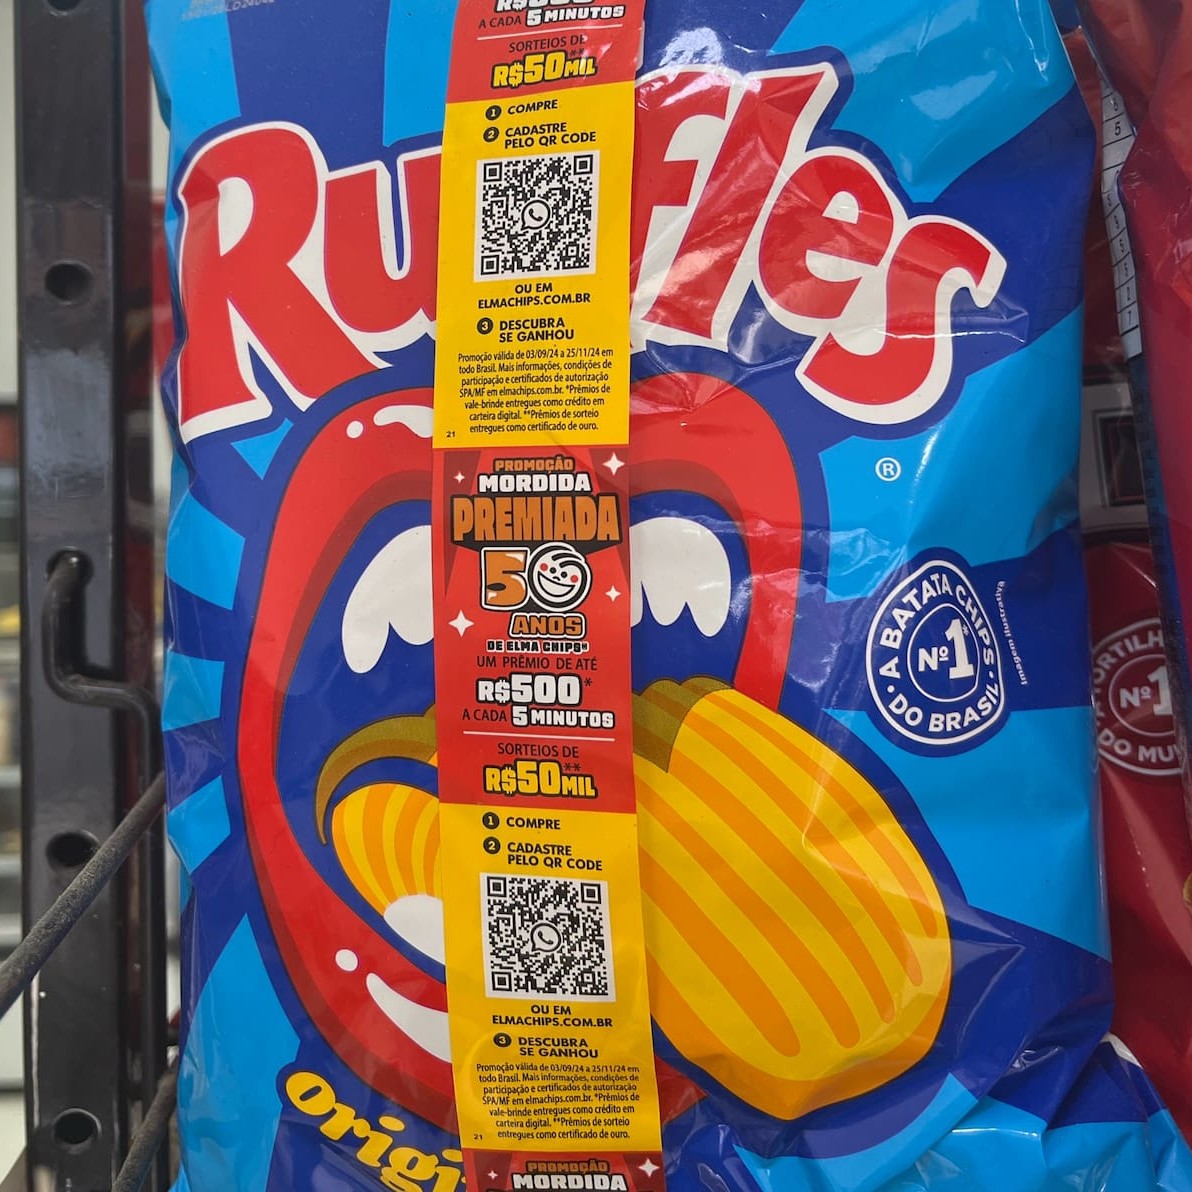 A CADA 5 MINUTOS
SORTEIOS DE
R$50MIL**
1 COMPRE
2 CADASTRE
PELO QR CODE
OU EM
ELMACHIPS.COM.BR
3 DESCUBRA
SE GANHOU
Promoção válida de 03/09/24 a 25/11/24 em
todo Brasil. Mais informações, condições de
participação e certificados de autorização
SPA/MF em elmachips.com.br. *Prêmios de
vale-brinde entregues como crédito em
carteira digital. **Prêmios de sorteio
entregues como certificado de ouro.
21
Ruffles
®
PROMOÇÃO
MORDIDA
PREMIADA
50
ANOS
DE ELMA CHIPS®
UM PRÊMIO DE ATÉ
R$500*
A CADA 5 MINUTOS
SORTEIOS DE
R$50MIL**
1 COMPRE
2 CADASTRE
PELO QR CODE
OU EM
ELMACHIPS.COM.BR
3 DESCUBRA
SE GANHOU
Promoção válida de 03/09/24 a 25/11/24 em
todo Brasil. Mais informações, condições de
participação e certificados de autorização
SPA/MF em elmachips.com.br. *Prêmios de
vale-brinde entregues como crédito em
carteira digital. **Prêmios de sorteio
entregues como certificado de ouro.
21
PROMOÇÃO
MORDIDA
A BATATA CHIPS
Nº1*
DO BRASIL
Imagem ilustrativa
Origi
Nº1
DO MU